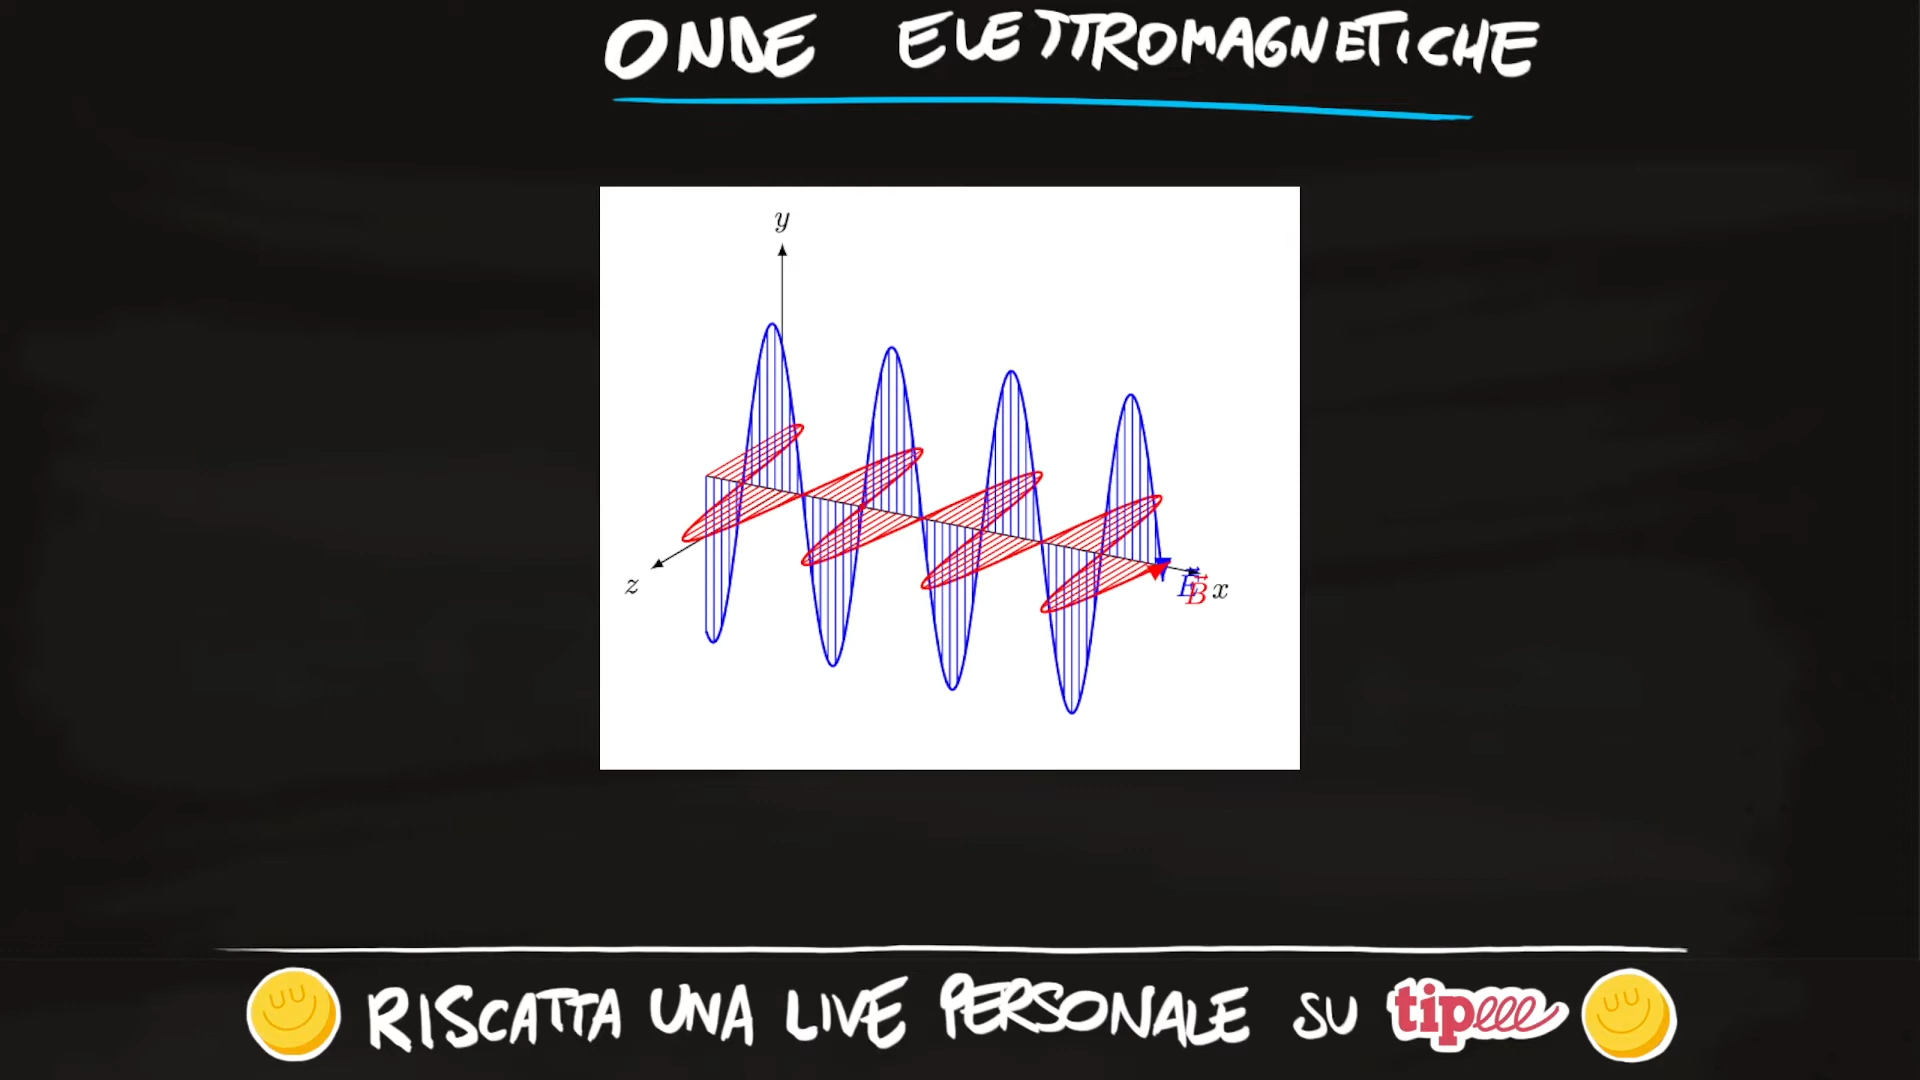 ONDE ELETTROMAGNETICHE
y
z
E B x
RISCATTA UNA LIVE PERSONALE SU tipeee